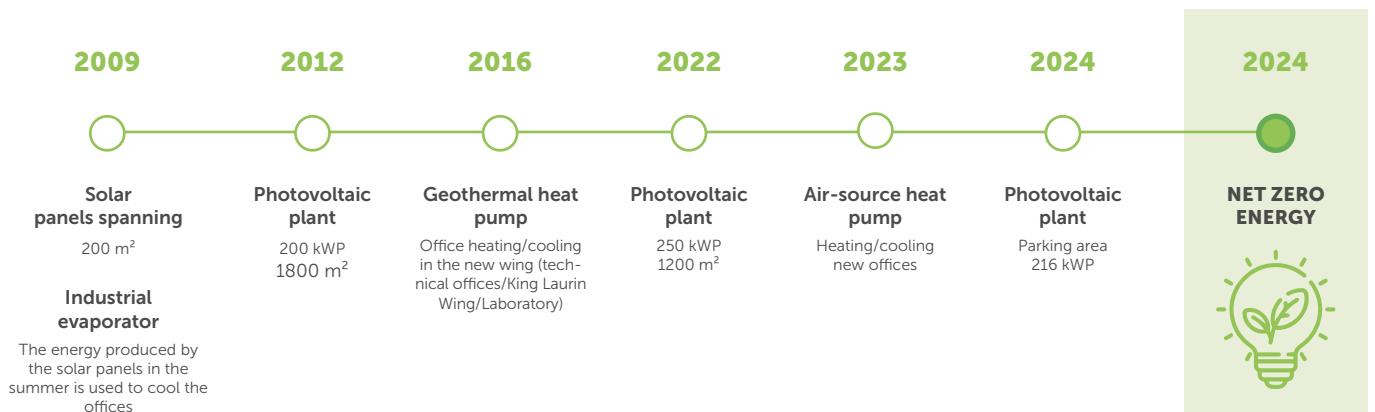 2009
Solar
panels spanning
200 m²
Industrial
evaporator
The energy produced by
the solar panels in the
summer is used to cool the
offices
2012
Photovoltaic
plant
200 kWP
1800 m²
2016
Geothermal heat
pump
Office heating/cooling
in the new wing (tech-
nical offices/King Laurin
Wing/Laboratory)
2022
Photovoltaic
plant
250 kWP
1200 m²
2023
Air-source heat
pump
Heating/cooling
new offices
2024
Photovoltaic
plant
Parking area
216 kWP
2024
NET ZERO
ENERGY